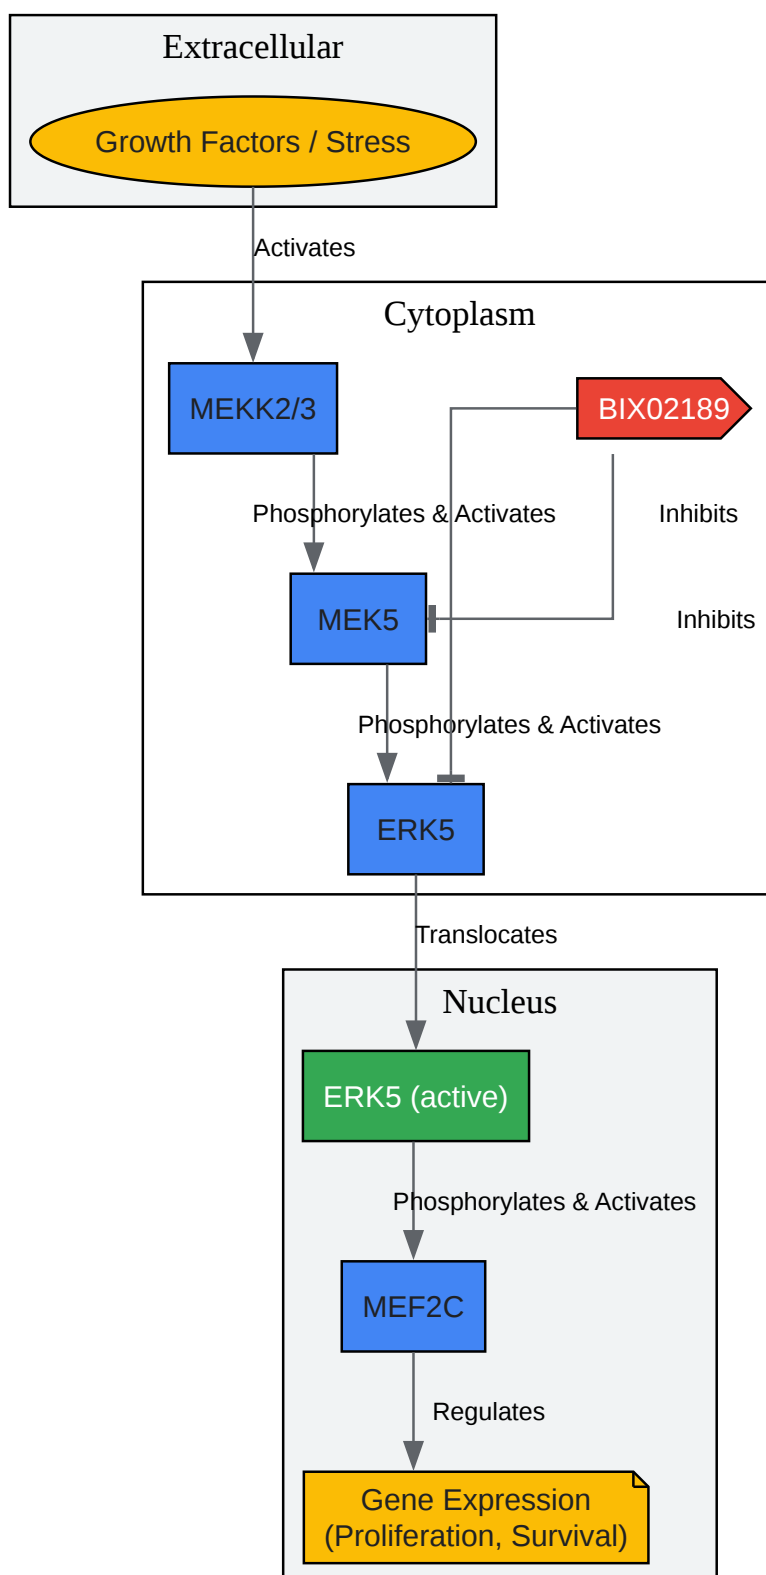 Extracellular
Growth Factors / Stress
Activates
Cytoplasm
MEKK2/3
BIX02189
Phosphorylates & Activates
Inhibits
MEK5
Inhibits
Phosphorylates & Activates
ERK5
Translocates
Nucleus
ERK5 (active)
Phosphorylates & Activates
MEF2C
Regulates
Gene Expression
(Proliferation, Survival)